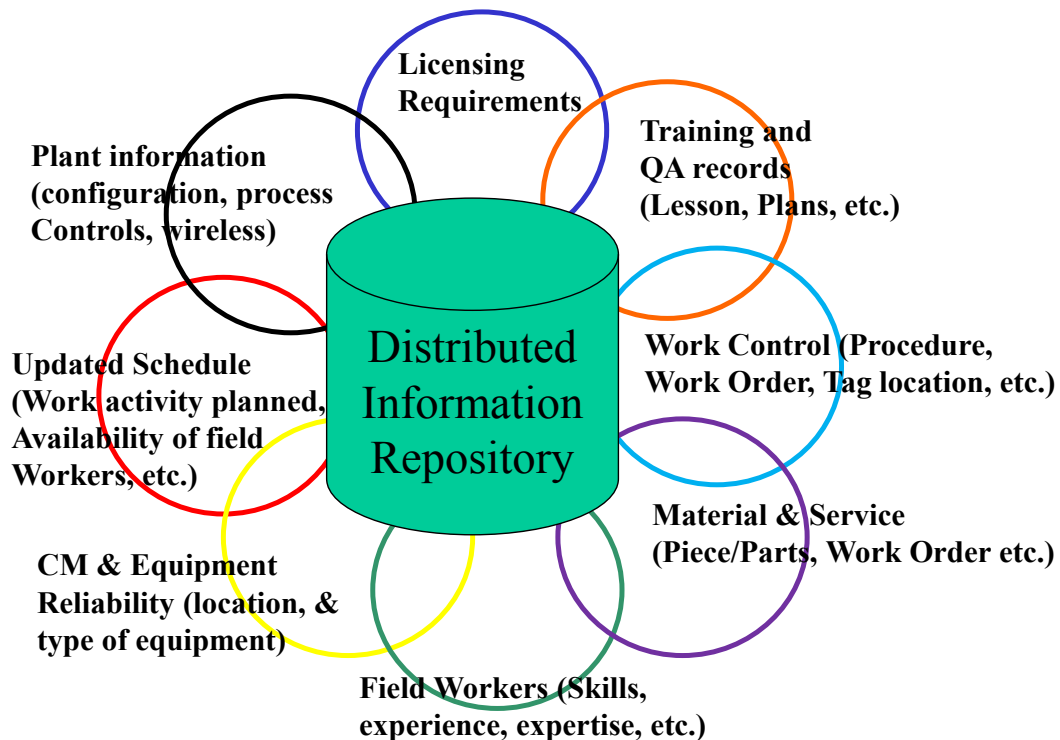 Licensing
Requirements
Training and
QA records
(Lesson, Plans, etc.)
Plant information
(configuration, process
Controls, wireless)
Distributed
Information
Repository
Work Control (Procedure,
Work Order, Tag location, etc.)
Updated Schedule
(Work activity planned,
Availability of field
Workers, etc.)
Material & Service
(Piece/Parts, Work Order etc.)
CM & Equipment
Reliability (location, &
type of equipment)
Field Workers (Skills,
experience, expertise, etc.)